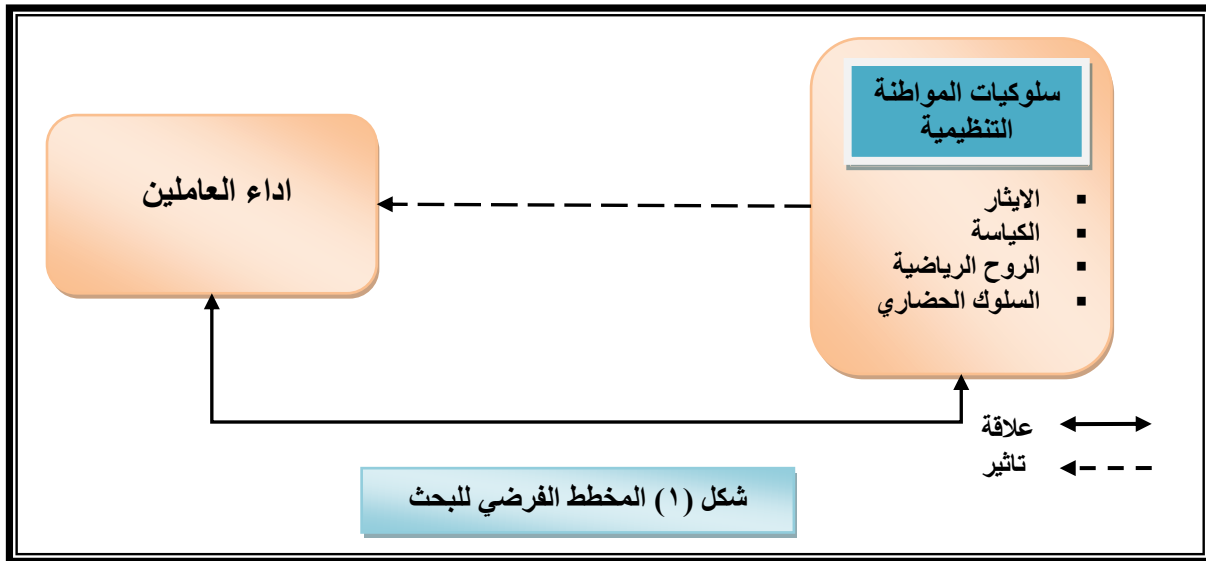 سلوكيات المواطنة
التنظيمية
▪ الايثار
▪ الكياسة
▪ الروح الرياضية
▪ السلوك الحضاري
اداء العاملين
علاقة
تاثير
شكل (١) المخطط الفرضي للبحث